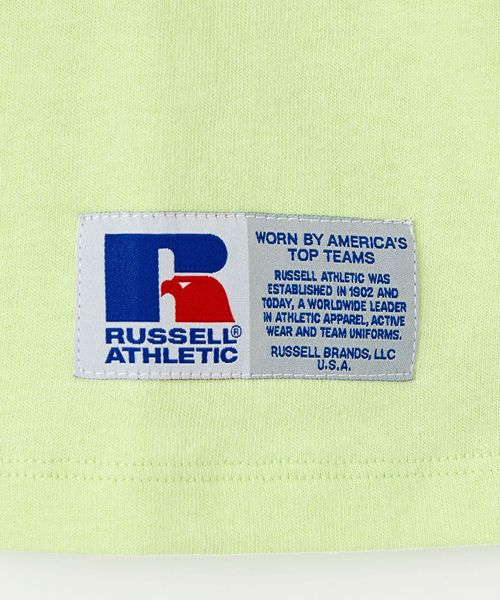 RUSSELL®
ATHLETIC
WORN BY AMERICA'S
TOP TEAMS
RUSSELL ATHLETIC WAS
ESTABLISHED IN 1902 AND
TODAY, A WORLDWIDE LEADER
IN ATHLETIC APPAREL, ACTIVE
WEAR AND TEAM UNIFORMS.
RUSSELL BRANDS, LLC
U.S.A.